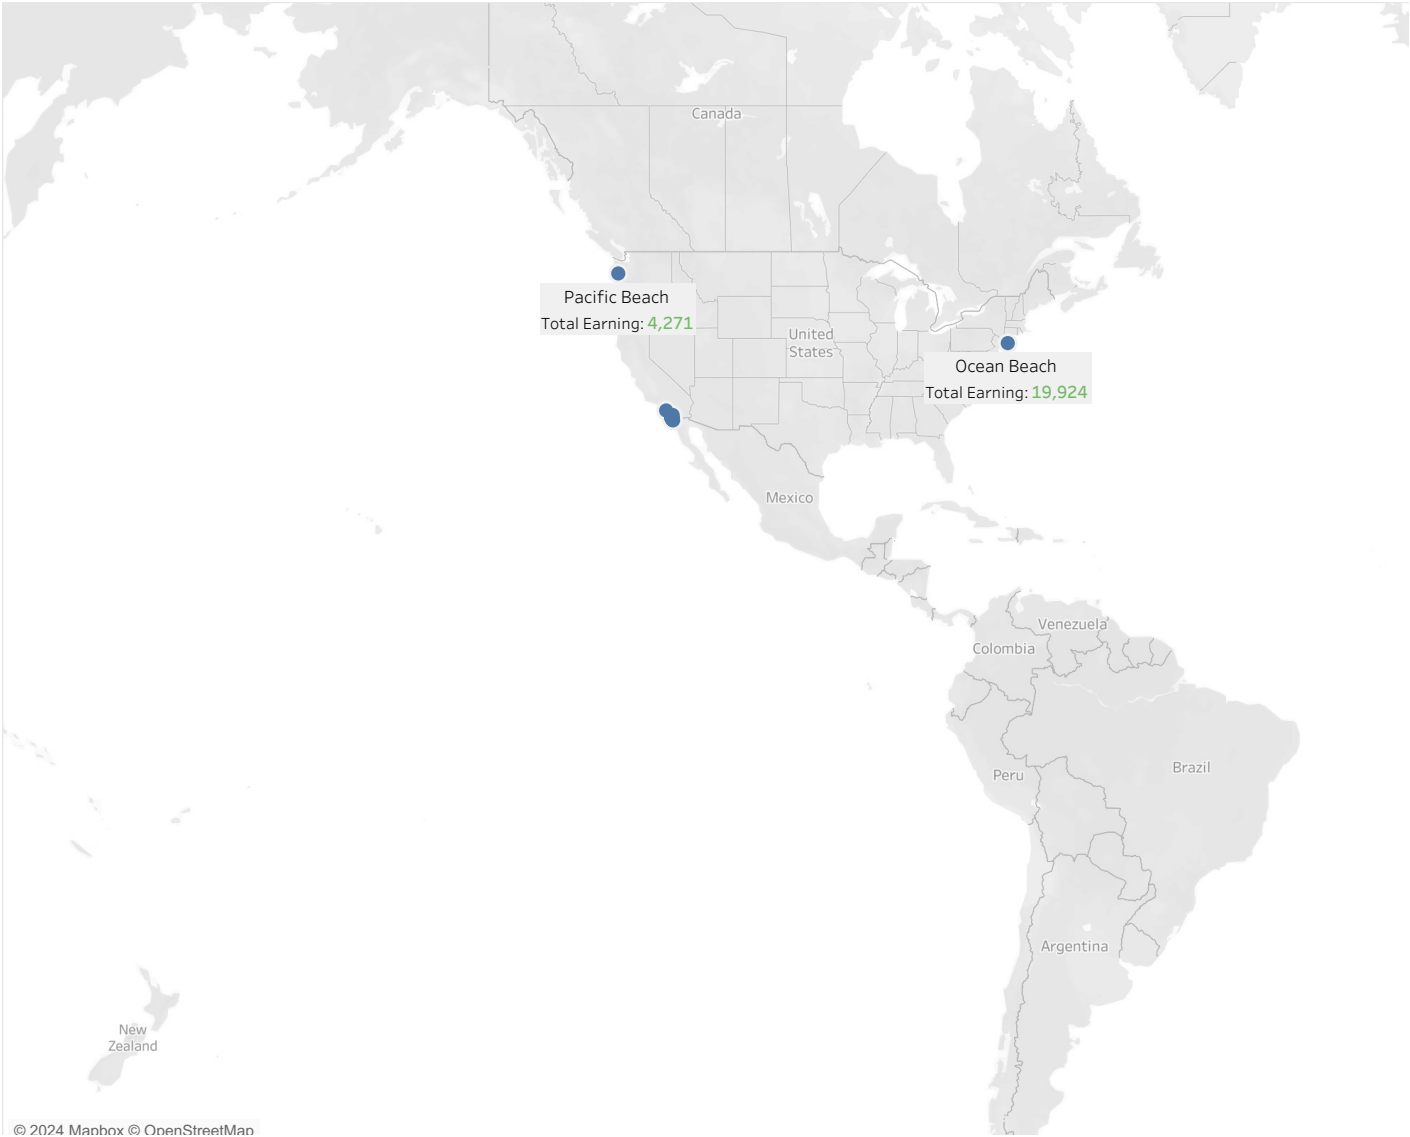 Canada
Pacific Beach
Total Earning: 4,271
United
States
Ocean Beach
Total Earning: 19,924
Mexico
Venezuela
Colombia
Peru
Brazil
Argentina
New
Zealand
© 2024 Mapbox © OpenStreetMap